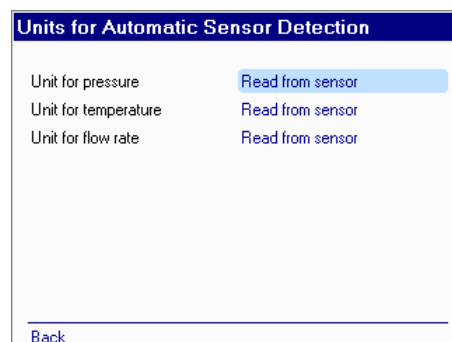 Units for Automatic Sensor Detection
Unit for pressure Read from sensor
Unit for temperature Read from sensor
Unit for flow rate Read from sensor
Back